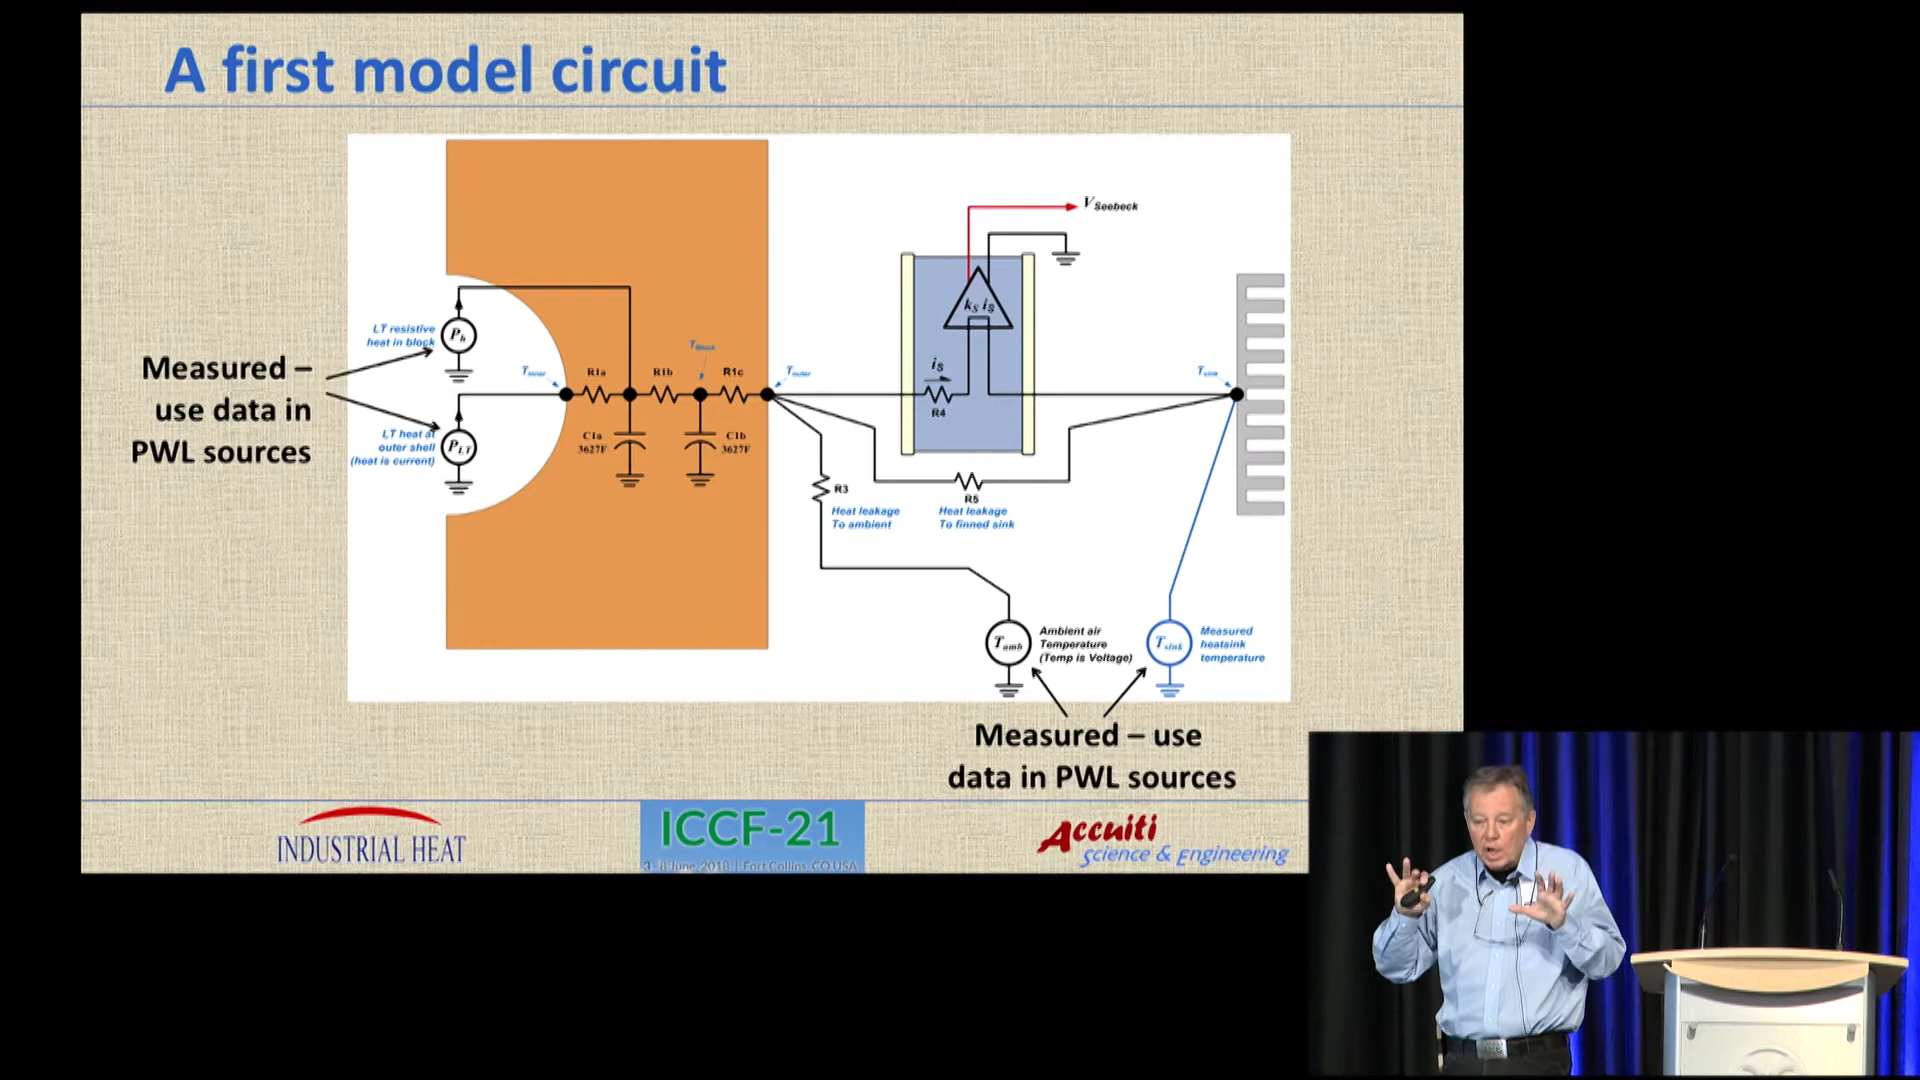 A first model circuit
V Seebeck
k_S i_S
LT resistive
heat in block
P_h
Measured –
use data in
PWL sources
T_inner
R1a
R1b
T_Block
R1c
T_outer
i_S
R4
T_sink
LT heat at
outer shell
(heat is current)
P_LT
C1a
3627F
C1b
3627F
R3
Heat leakage
To ambient
R5
Heat leakage
To finned sink
T_amb
Ambient air
Temperature
(Temp is Voltage)
T_sink
Measured
heatsink
temperature
Measured – use
data in PWL sources
INDUSTRIAL HEAT
ICCF-21
3-8 June, 2018 | Fort Collins, CO, USA
Accuiti
Science & Engineering